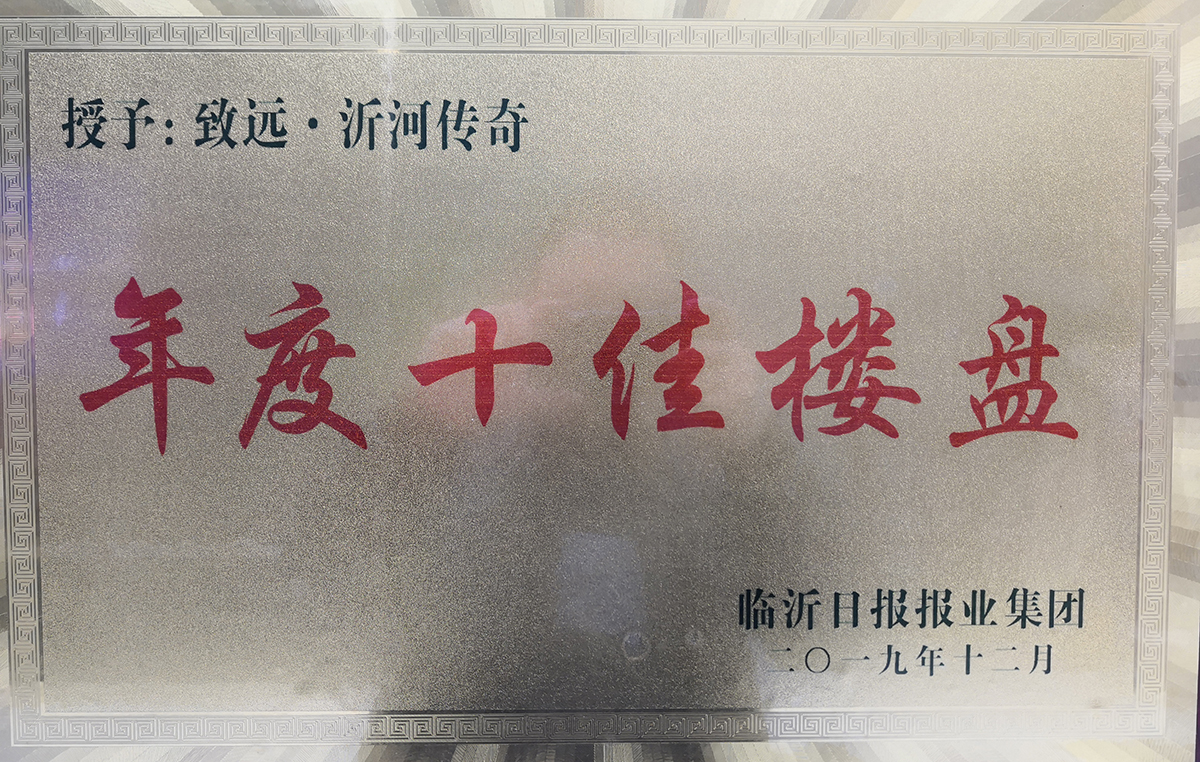 授予：致远·沂河传奇
年度十佳楼盘
临沂日报报业集团
二〇一九年十二月